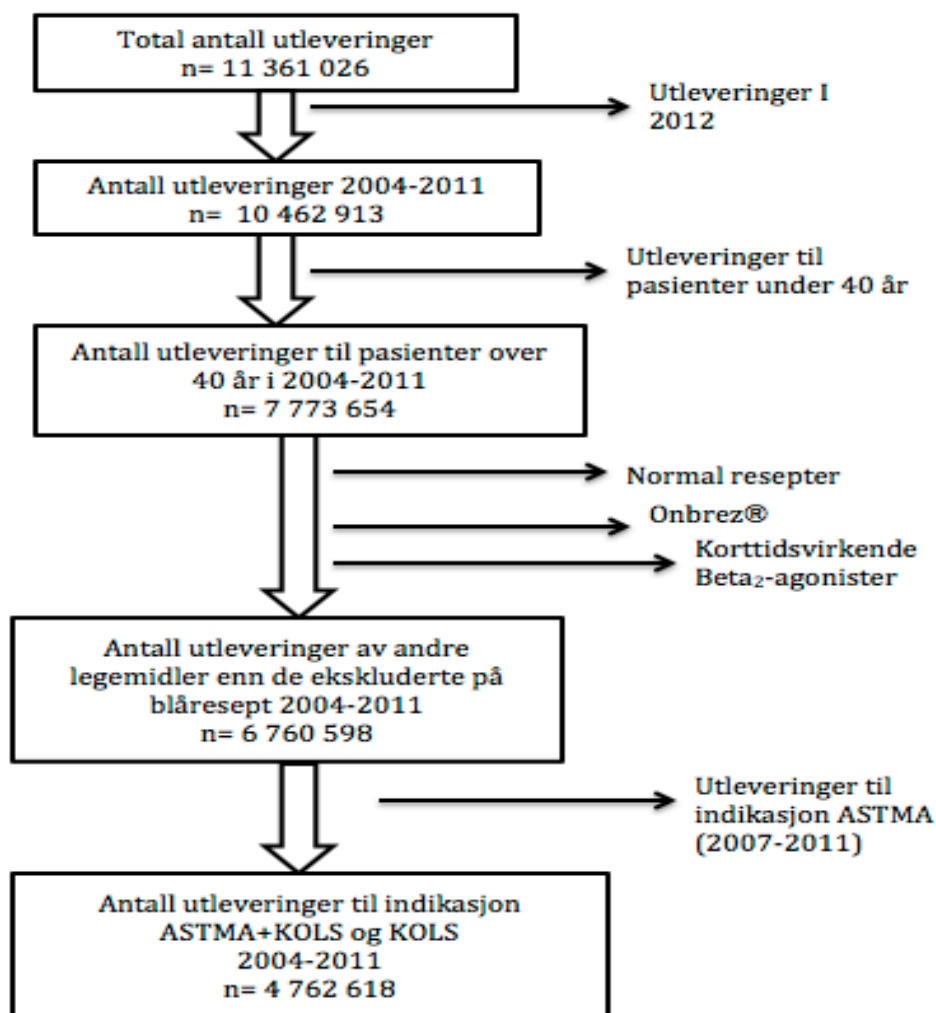 Total antall utleveringer
n= 11 361 026
Utleveringer I
2012
Antall utleveringer 2004-2011
n=  10 462 913
Utleveringer til
pasienter under 40 år
Antall utleveringer til pasienter over
40 år i 2004-2011
n= 7 773 654
Normal resepter
Onbrez®
Korttidsvirkende
Beta₂-agonister
Antall utleveringer av andre
legemidler enn de ekskluderte på
blåresept 2004-2011
n= 6 760 598
Utleveringer til
indikasjon ASTMA
(2007-2011)
Antall utleveringer til indikasjon
ASTMA+KOLS og KOLS
2004-2011
n= 4 762 618